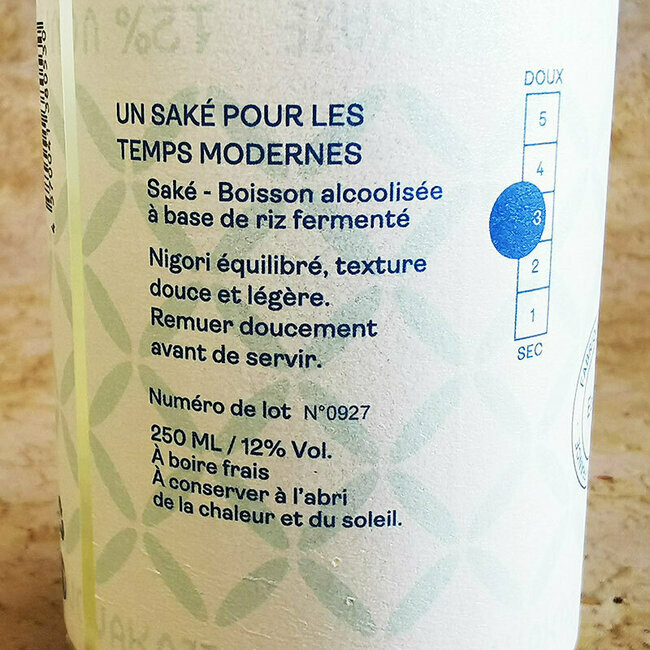 UN SAKÉ POUR LES
TEMPS MODERNES
Saké - Boisson alcoolisée
à base de riz fermenté
Nigori équilibré, texture
douce et légère.
Remuer doucement
avant de servir.
Numéro de lot N°0927
250 ML / 12% Vol.
À boire frais
À conserver à l'abri
de la chaleur et du soleil.
DOUX
5
4
3
2
1
SEC